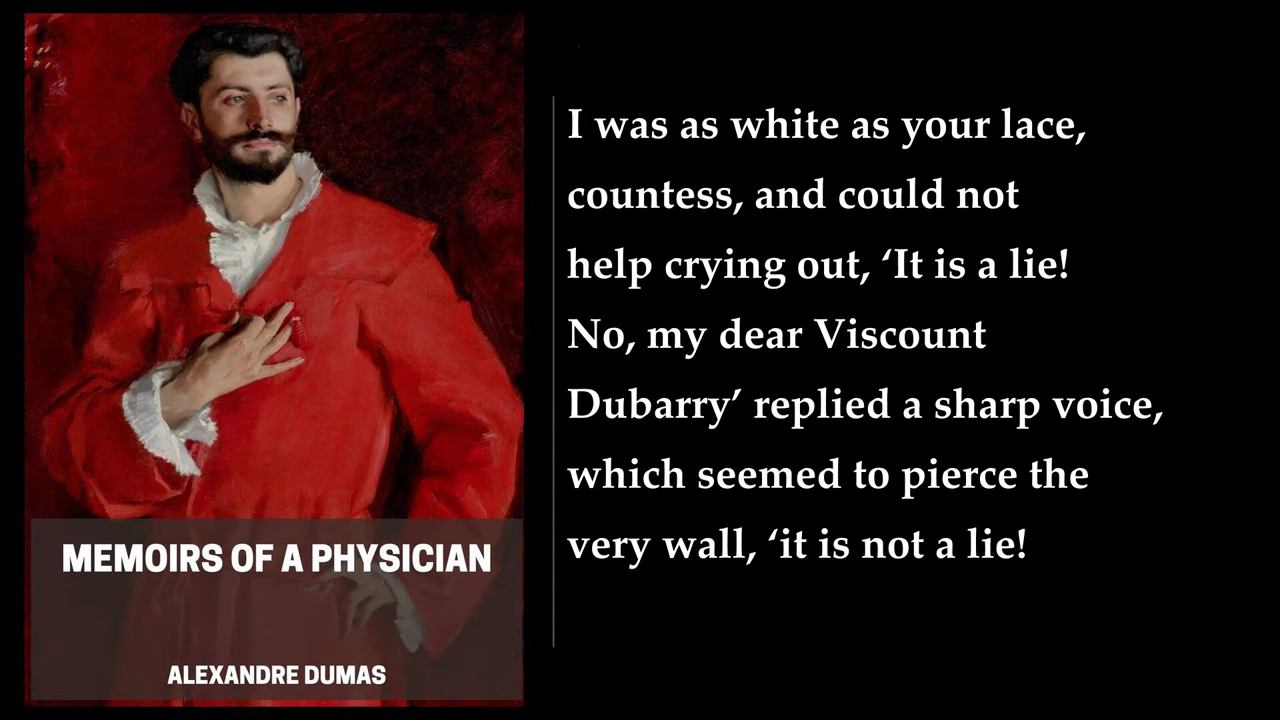 MEMOIRS OF A PHYSICIAN
ALEXANDRE DUMAS
I was as white as your lace,
countess, and could not
help crying out, ‘It is a lie!
No, my dear Viscount
Dubarry’ replied a sharp voice,
which seemed to pierce the
very wall, ‘it is not a lie!